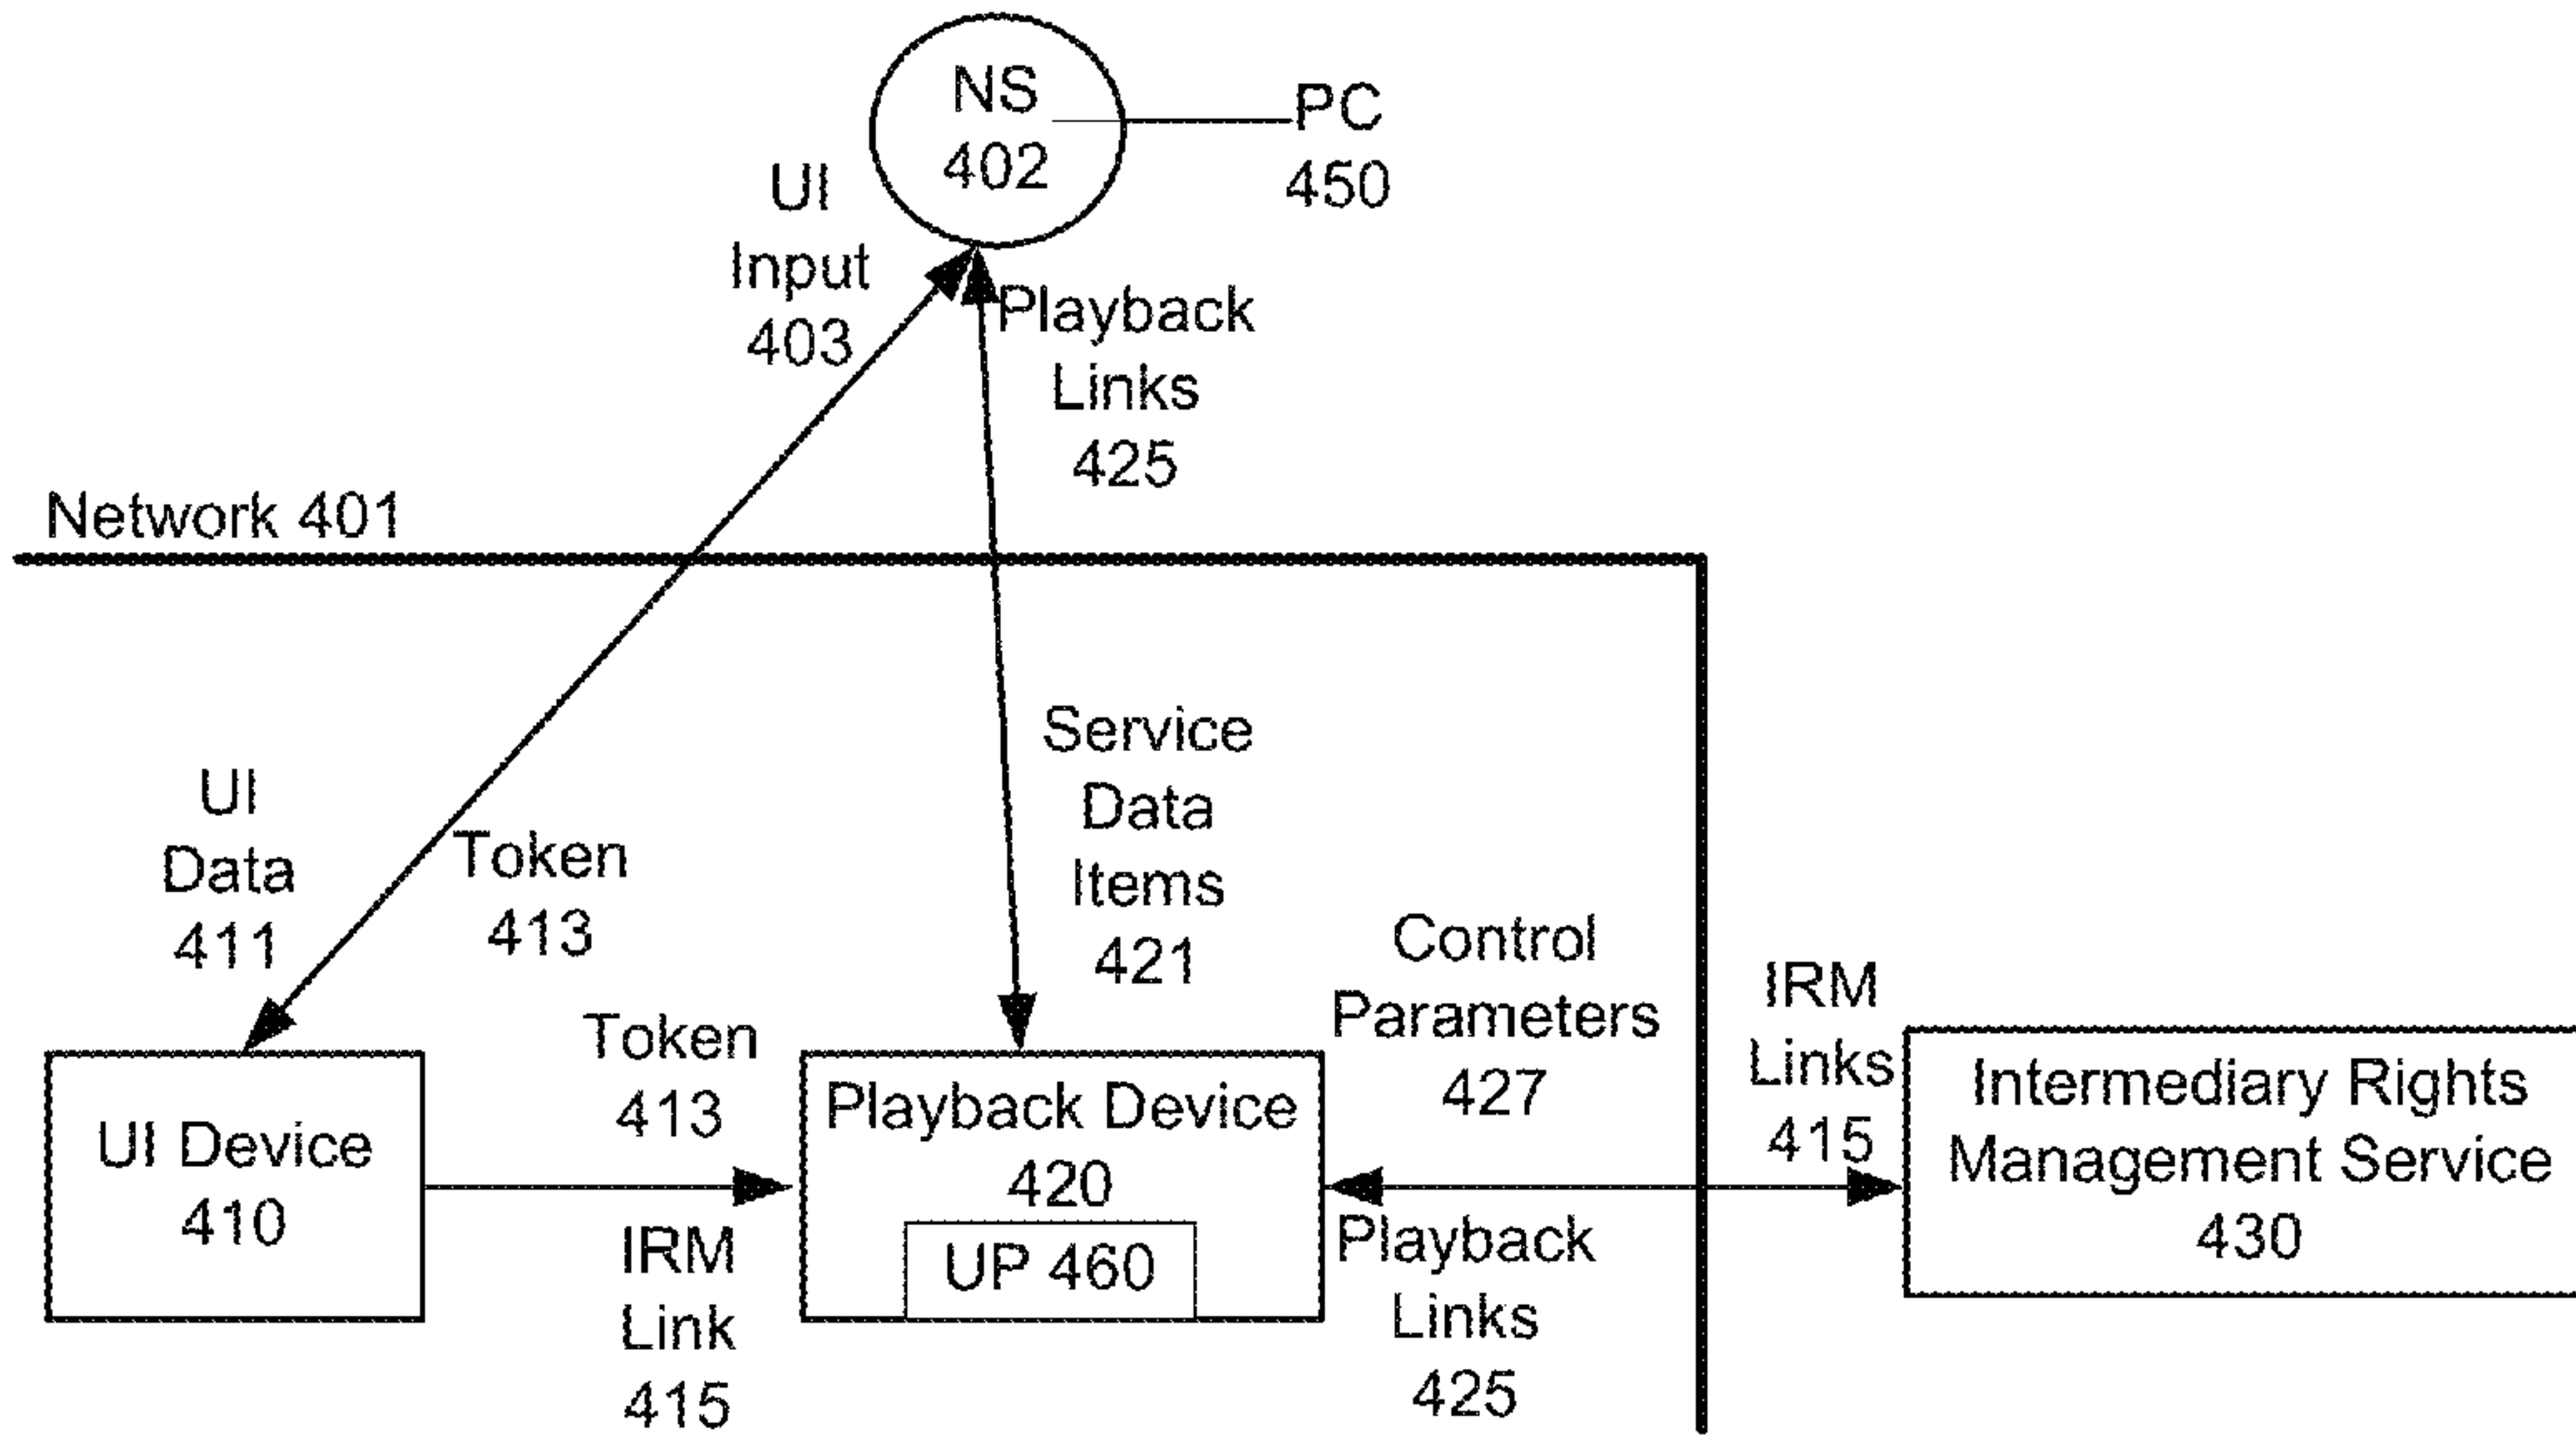 NS
402
PC
450
UI
Input
403
Playback
Links
425
Network 401
Service
Data
Items
421
UI
Data
411
Token
413
Control
Parameters
427
IRM
Links
415
Token
413
UI Device
410
Playback Device
420
UP 460
Intermediary Rights
Management Service
430
IRM
Link
415
Playback
Links
425